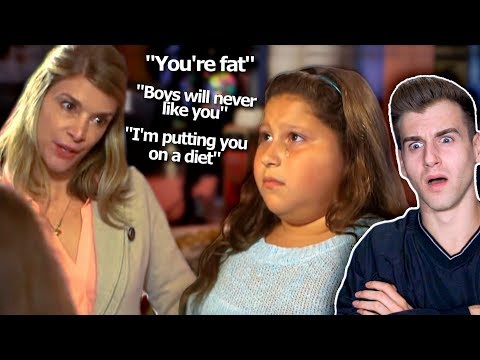 "You're fat"
"Boys will never
like you"
"I'm putting you
on a diet"